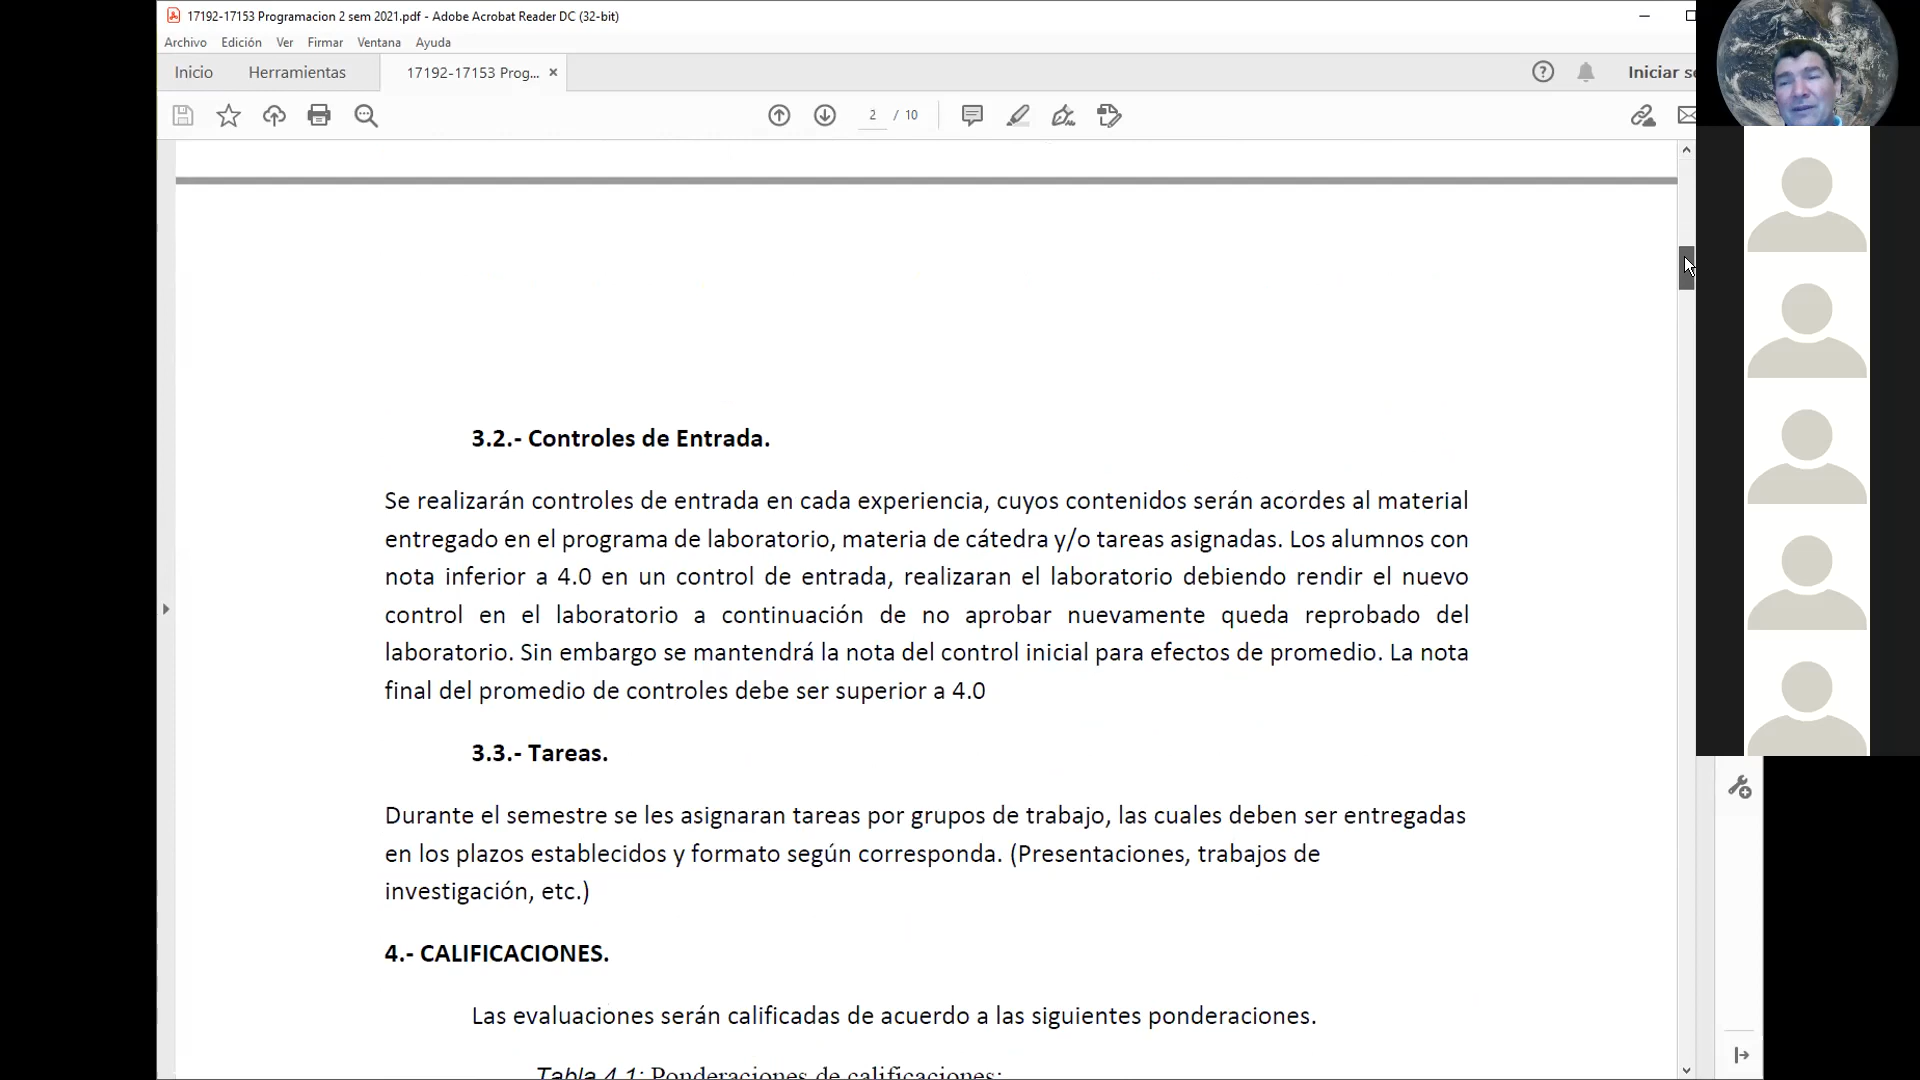 17192-17153 Programacion 2 sem 2021.pdf - Adobe Acrobat Reader DC (32-bit)
Archivo Edición Ver Firmar Ventana Ayuda
Inicio Herramientas 17192-17153 Prog... × Iniciar se
2 / 10
3.2.- Controles de Entrada.
Se realizarán controles de entrada en cada experiencia, cuyos contenidos serán acordes al material
entregado en el programa de laboratorio, materia de cátedra y/o tareas asignadas. Los alumnos con
nota inferior a 4.0 en un control de entrada, realizaran el laboratorio debiendo rendir el nuevo
control en el laboratorio a continuación de no aprobar nuevamente queda reprobado del
laboratorio. Sin embargo se mantendrá la nota del control inicial para efectos de promedio. La nota
final del promedio de controles debe ser superior a 4.0
3.3.- Tareas.
Durante el semestre se les asignaran tareas por grupos de trabajo, las cuales deben ser entregadas
en los plazos establecidos y formato según corresponda. (Presentaciones, trabajos de
investigación, etc.)
4.- CALIFICACIONES.
Las evaluaciones serán calificadas de acuerdo a las siguientes ponderaciones.
Tabla 4.1: Ponderaciones de calificaciones: